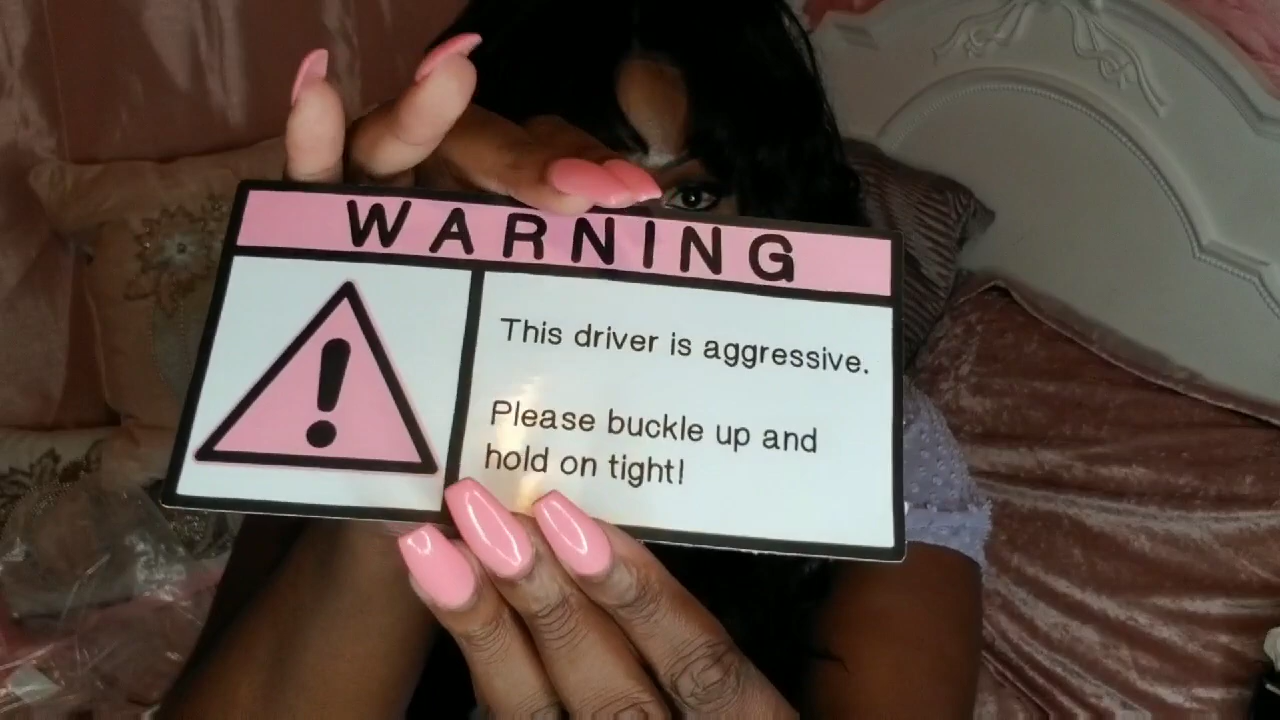 WARNING
This driver is aggressive.
Please buckle up and
hold on tight!